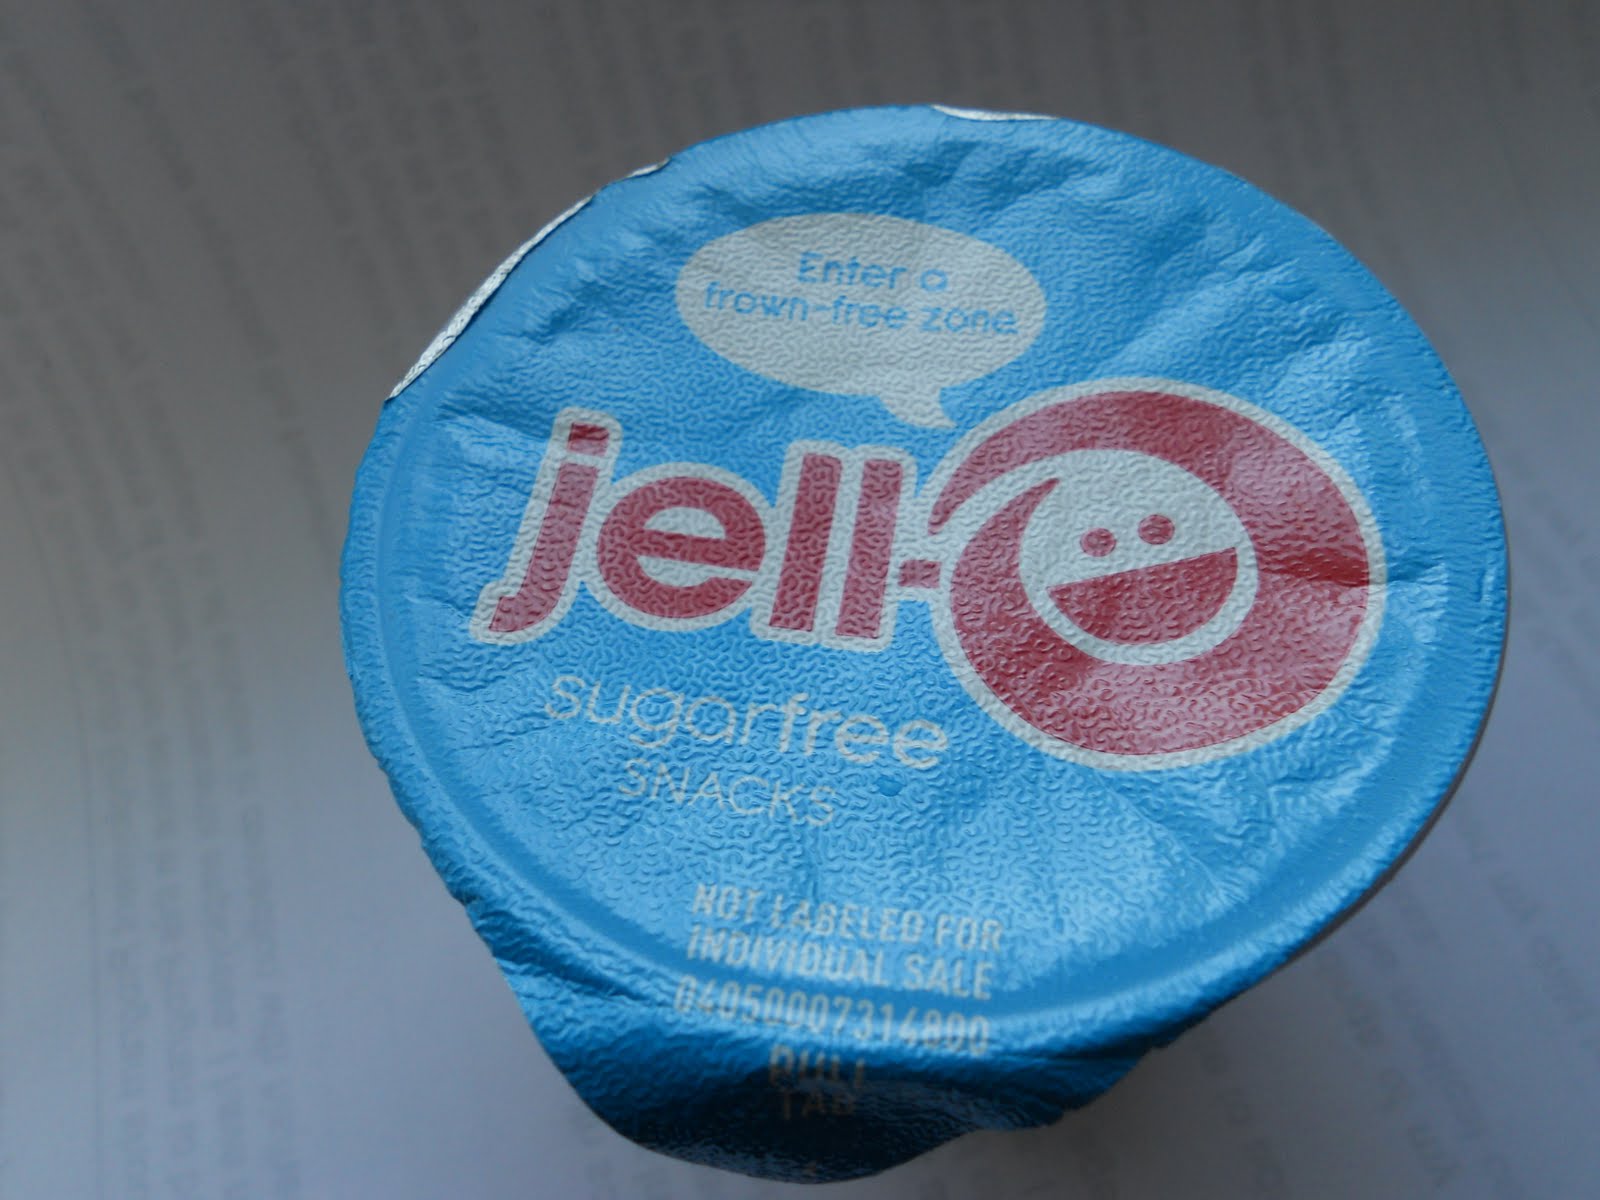 Enter a
frown-free zone.
jell-O
sugarfree
SNACKS
NOT LABELED FOR
INDIVIDUAL SALE
04050007314800
PULL
TAB